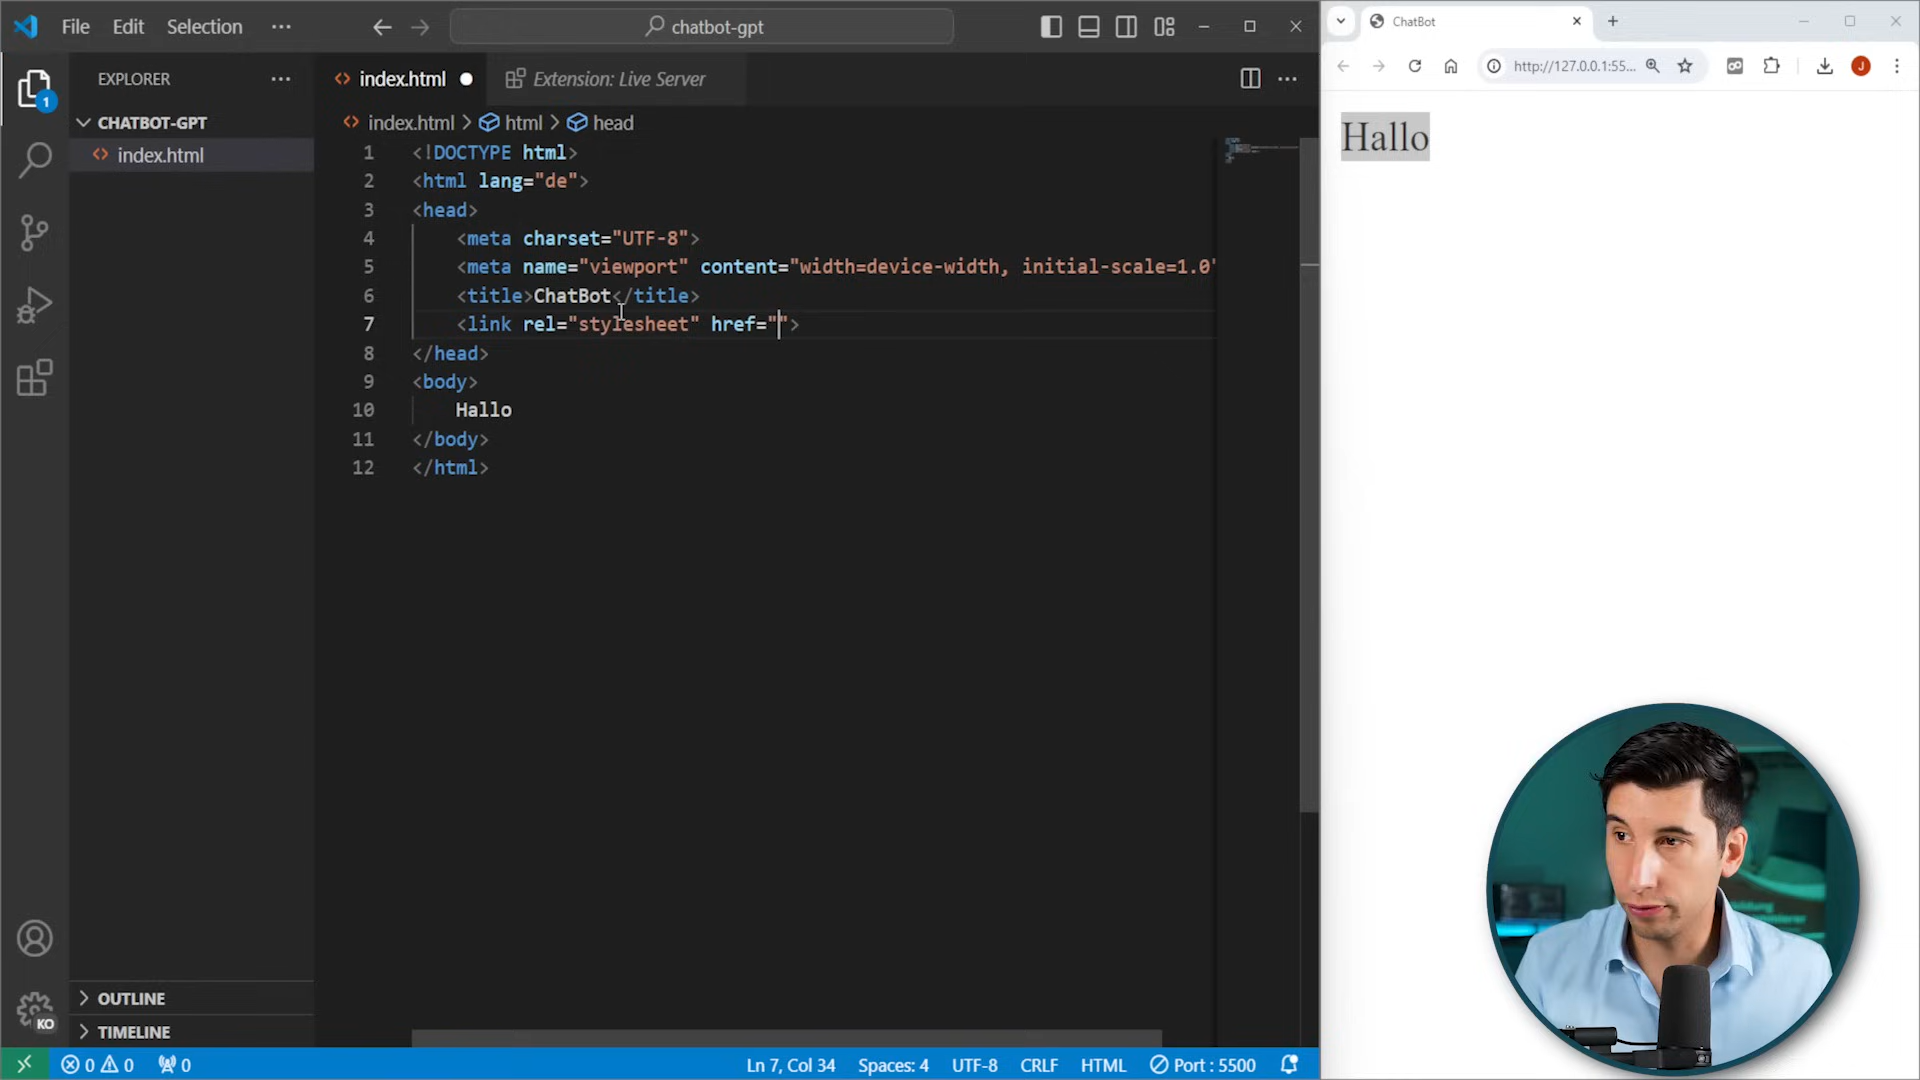 File Edit Selection ···
chatbot-gpt
EXPLORER ···
1
CHATBOT-GPT
index.html
index.html
Extension: Live Server
index.html > html > head
1 <!DOCTYPE html>
2 <html lang="de">
3 <head>
4 <meta charset="UTF-8">
5 <meta name="viewport" content="width=device-width, initial-scale=1.0"
6 <title>ChatBot</title>
7 <link rel="stylesheet" href="">
8 </head>
9 <body>
10 Hallo
11 </body>
12 </html>
OUTLINE
TIMELINE
KO
0 0 0
Ln 7, Col 34
Spaces: 4
UTF-8
CRLF
HTML
Port : 5500
ChatBot
http://127.0.0.1:55...
J
Hallo